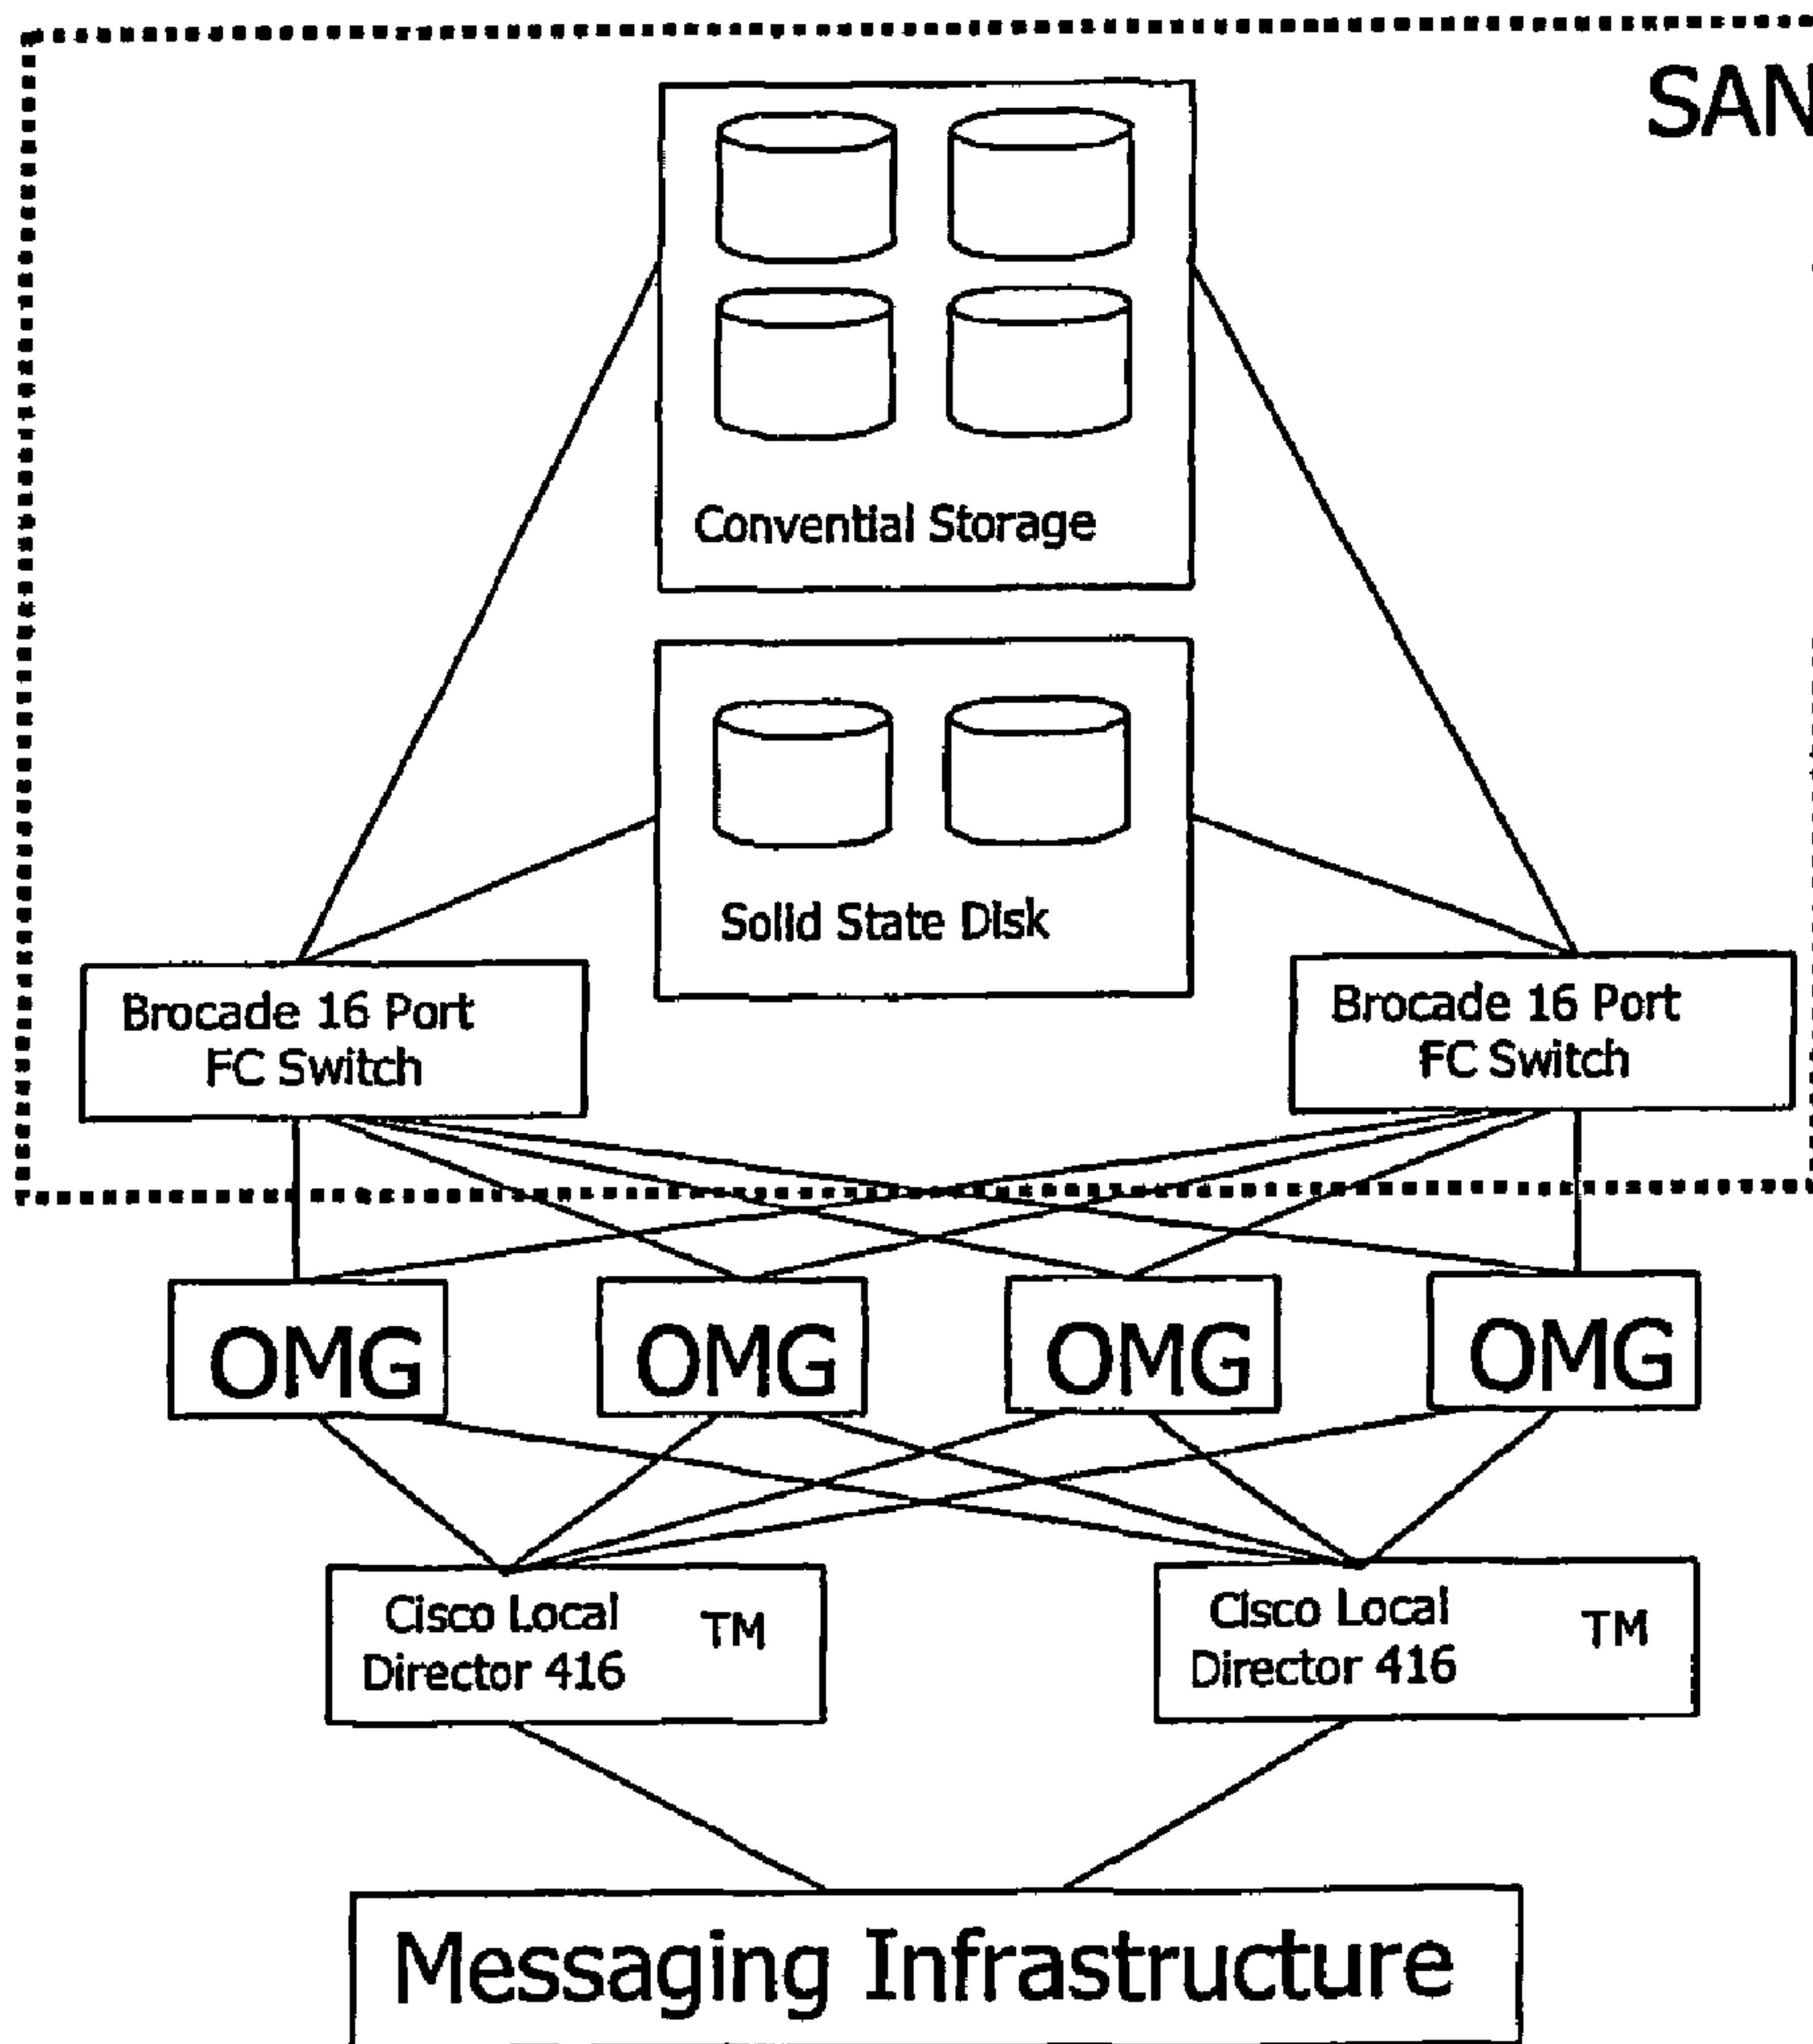 SAN
Convential Storage
Solid State Disk
Brocade 16 Port
FC Switch
Brocade 16 Port
FC Switch
OMG
OMG
OMG
OMG
Cisco Local
Director 416
TM
Cisco Local
Director 416
TM
Messaging Infrastructure